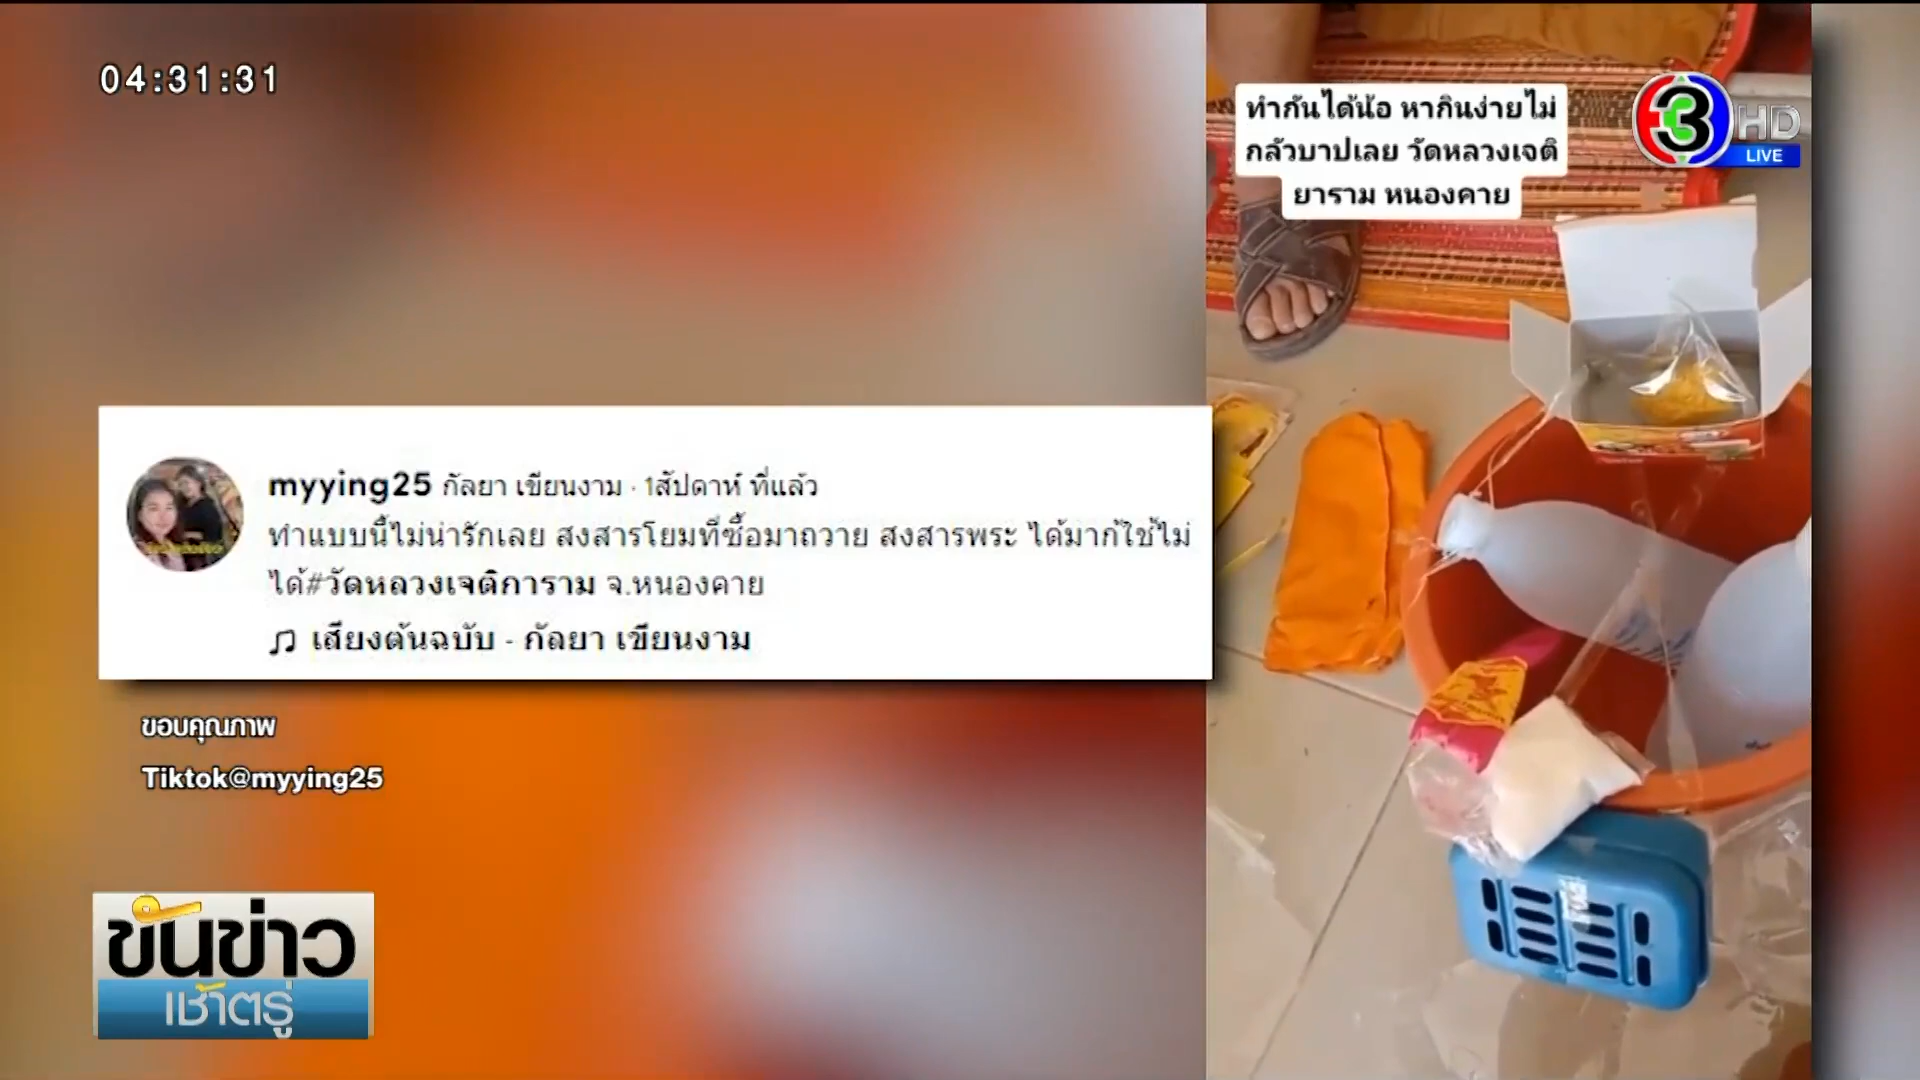 04:31:31
ทำกันได้น้อ หากินง่ายไม่
กลัวบาปเลย วัดหลวงเจติ
ยาราม หนองคาย
3 HD
LIVE
myying25 กัลยา เขียนงาม · 1สัปดาห์ ที่แล้ว
ทำแบบนี้ไม่น่ารักเลย สงสารโยมที่ซื้อมาถวาย สงสารพระ ได้มาก็ใช้ไม่
ได้#วัดหลวงเจติการาม จ.หนองคาย
♫ เสียงต้นฉบับ - กัลยา เขียนงาม
ขอบคุณภาพ
Tiktok@myying25
ขันข่าว
เช้าตรู่